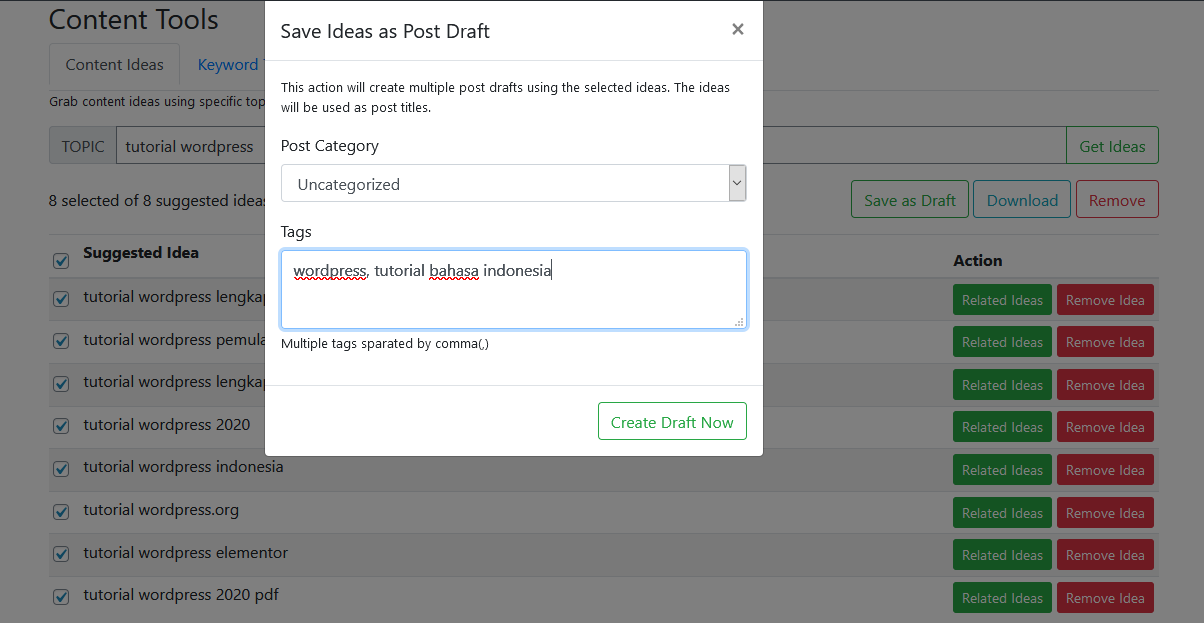 Content Tools
Save Ideas as Post Draft ×
Content Ideas Keyword
This action will create multiple post drafts using the selected ideas. The ideas
will be used as post titles.
Grab content ideas using specific
Post Category
TOPIC tutorial wordpress Get Ideas
Uncategorized
8 selected of 8 suggested ideas Save as Draft Download Remove
Tags
Suggested Idea Action
wordpress, tutorial bahasa indonesia
tutorial wordpress Related Ideas Remove Idea
tutorial wordpress pemula Related Ideas Remove Idea
Multiple tags sparated by comma(,)
tutorial wordpress Related Ideas Remove Idea
Create Draft Now
tutorial wordpress 2020 Related Ideas Remove Idea
tutorial wordpress indonesia Related Ideas Remove Idea
tutorial wordpress.org Related Ideas Remove Idea
tutorial wordpress elementor Related Ideas Remove Idea
tutorial wordpress 2020 pdf Related Ideas Remove Idea